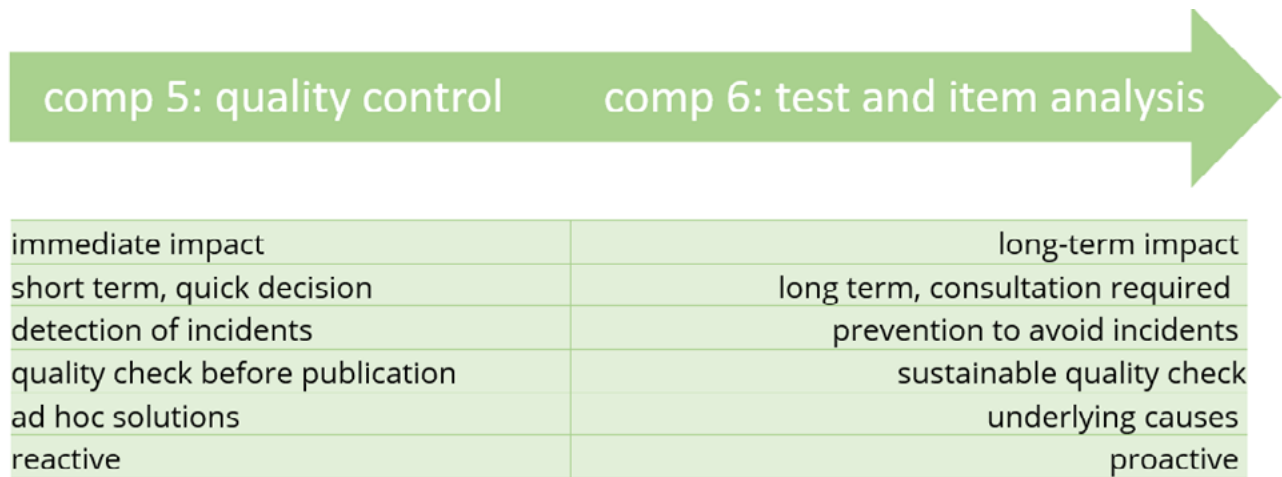 comp 5: quality control comp 6: test and item analysis
immediate impact long-term impact
short term, quick decision long term, consultation required
detection of incidents prevention to avoid incidents
quality check before publication sustainable quality check
ad hoc solutions underlying causes
reactive proactive